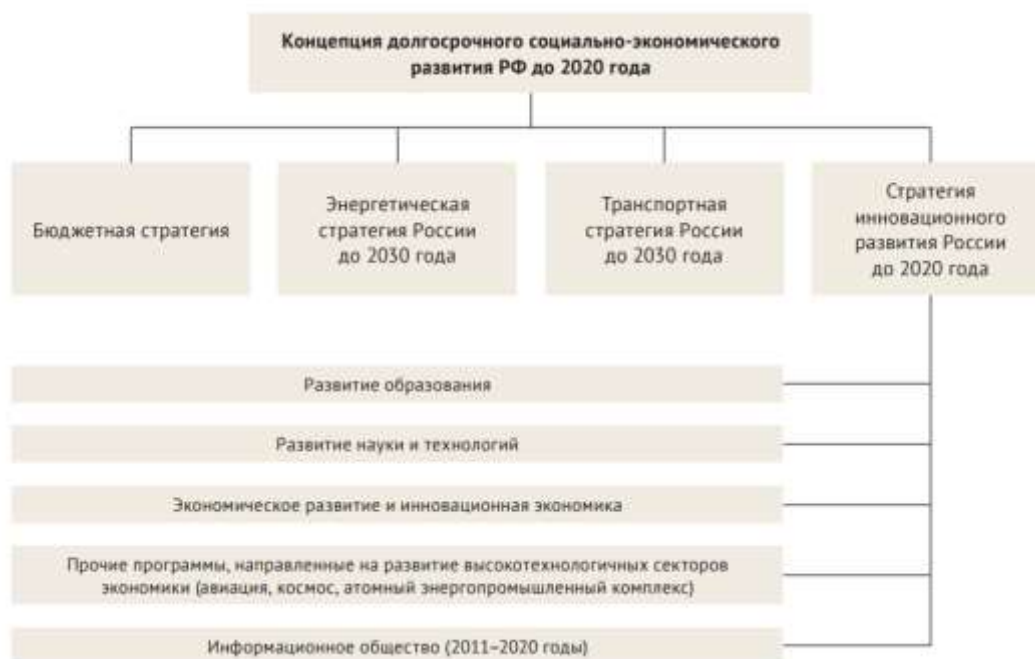 Концепция долгосрочного социально-экономического
развития РФ до 2020 года
Бюджетная стратегия
Энергетическая
стратегия России
до 2030 года
Транспортная
стратегия России
до 2030 года
Стратегия
инновационного
развития России
до 2020 года
Развитие образования
Развитие науки и технологий
Экономическое развитие и инновационная экономика
Прочие программы, направленные на развитие высокотехнологичных секторов
экономики (авиация, космос, атомный энергопромышленный комплекс)
Информационное общество (2011–2020 годы)